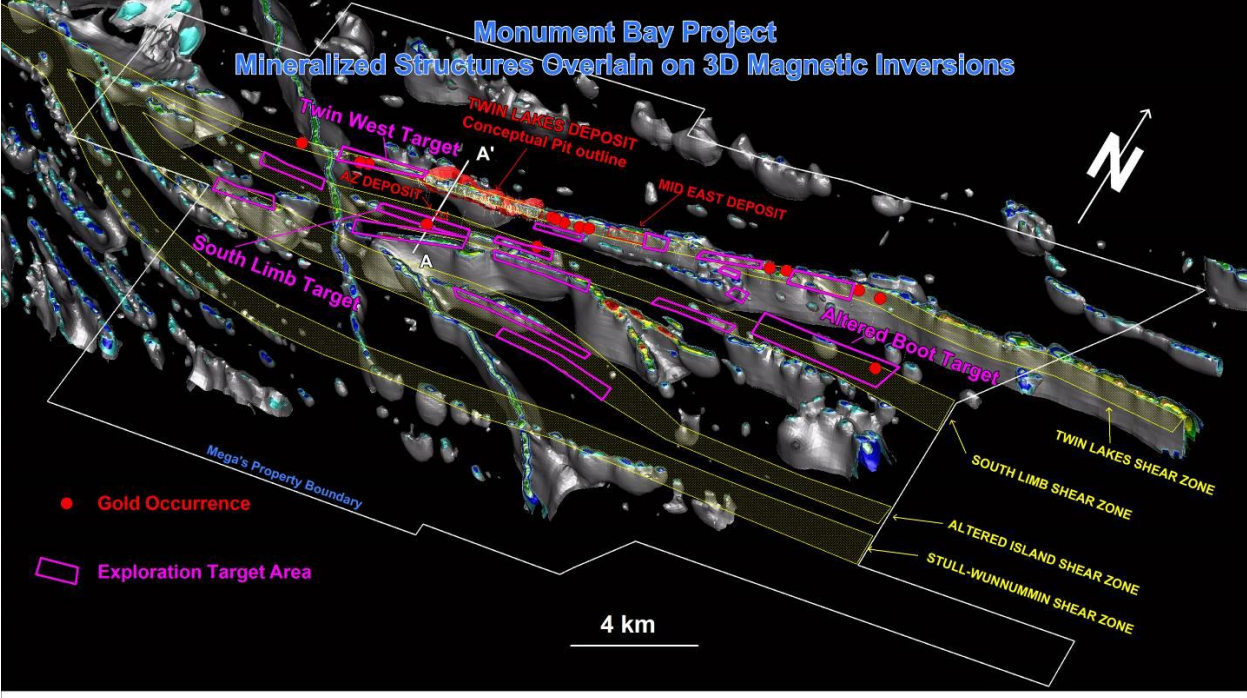 Monument Bay Project
Mineralized Structures Overlain on 3D Magnetic Inversions
Twin West Target
TWIN LAKES DEPOSIT
Conceptual Pit outline
A'
N
AZ DEPOSIT
MID EAST DEPOSIT
South Limb Target
A
Altered Boot Target
TWIN LAKES SHEAR ZONE
SOUTH LIMB SHEAR ZONE
ALTERED ISLAND SHEAR ZONE
STULL-WUNNUMMIN SHEAR ZONE
Mega's Property Boundary
Gold Occurrence
Exploration Target Area
4 km